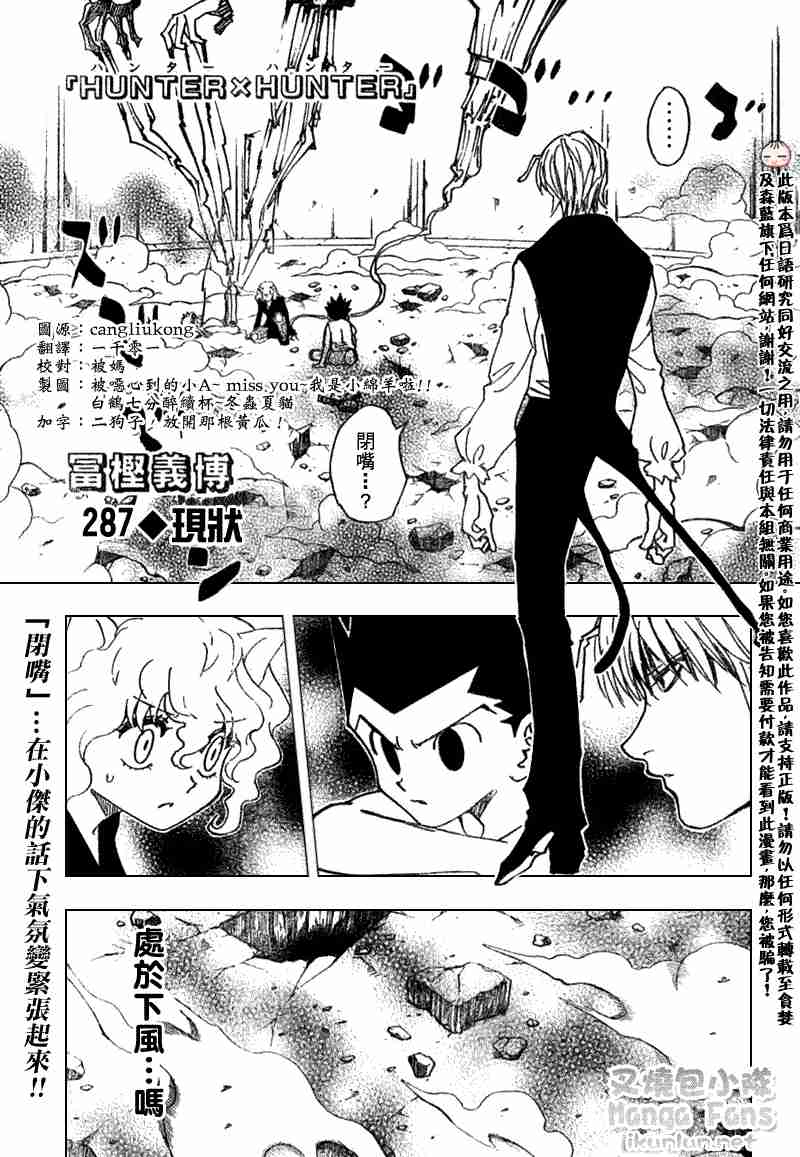 ハンター ハンター
『HUNTER×HUNTER』
……
圖源：cangliukong
翻譯：一千零一
校對：被媽
製圖：被噁心到的小A~ miss you~我是小綿羊啦!!
白鶴七分醉續杯~冬蟲夏貓
加字：二狗子！放開那根黃瓜！
冨樫義博
287◆現狀
閉嘴…？
『閉嘴』…在小傑的話下氣氛變緊張起來!!
處於下風…嗎
此版本爲日語研究同好交流之用，請勿用于任何商業用途。如您喜歡此作品，請支持正版！請勿以任何形式轉載至貪婪
及森藍旗下任何網站，謝謝！一切法律責任與本組無關。如果您被告知需要付款才能看到此漫畫，那麼，您被騙了！
叉燒包小隊
Manga Fans
ikunlun.net